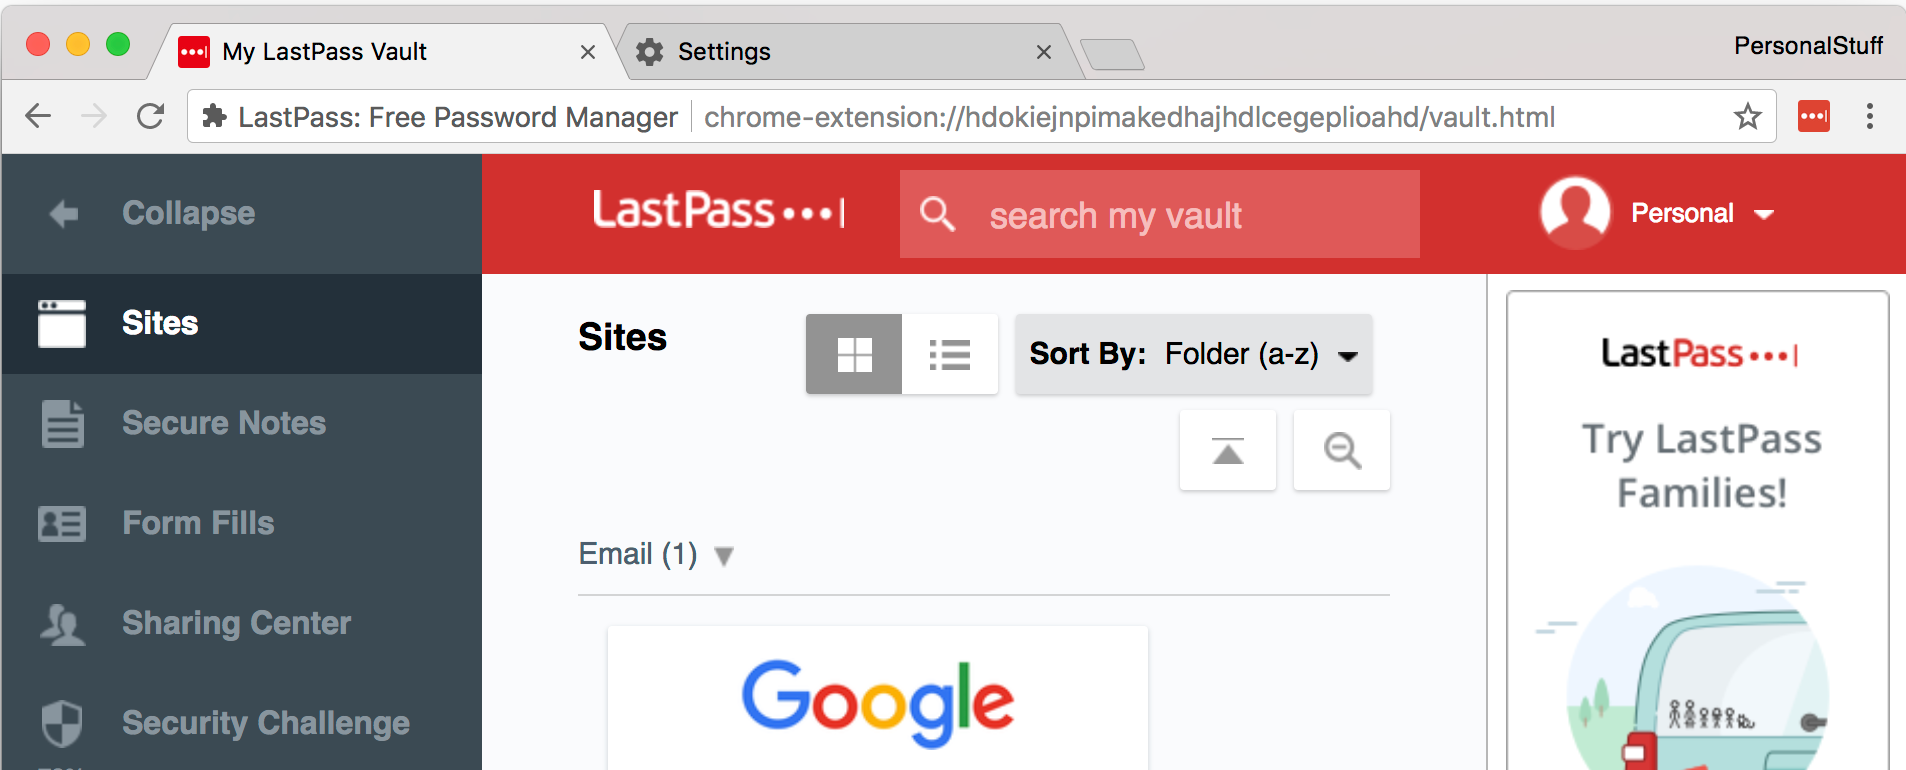 My LastPass Vault
Settings
PersonalStuff
LastPass: Free Password Manager
chrome-extension://hdokiejnpimakedhajhdlcegeplioahd/vault.html
Collapse
LastPass
search my vault
Personal
Sites
Secure Notes
Form Fills
Sharing Center
Security Challenge
Sites
Sort By: Folder (a-z)
Email (1)
Google
LastPass
Try LastPass
Families!